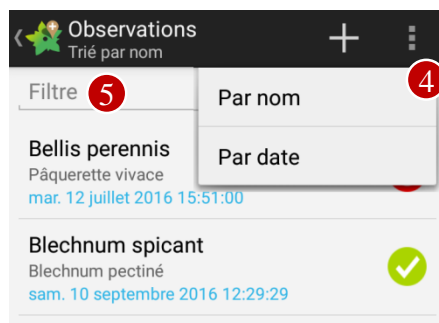 Observations
Trié par nom
4
Filtre
5
Par nom
Par date
Bellis perennis
Pâquerette vivace
mar. 12 juillet 2016 15:51:00
Blechnum spicant
Blechnum pectiné
sam. 10 septembre 2016 12:29:29